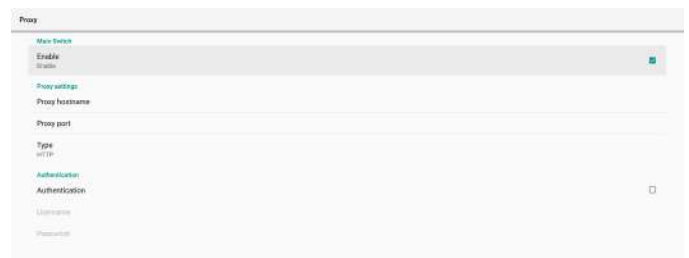 Proxy
Main Switch
Enable
Enable
Proxy settings
Proxy hostname
Proxy port
Type
HTTP
Authentication
Authentication
Username
Password